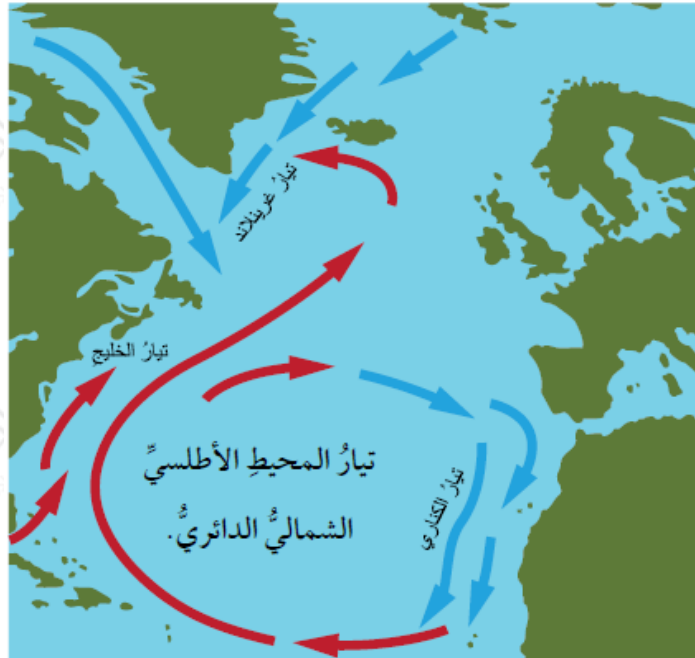 تيارُ غرينلاند
تيارُ الخليجِ
تيارُ المحيطِ الأطلسيِّ
الشماليُّ الدائريُّ.
تيارُ الكناري